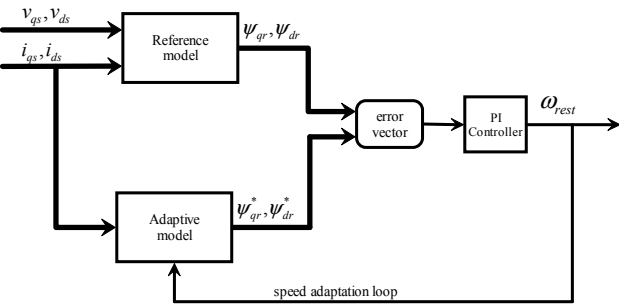 v_qs, v_ds
i_qs, i_ds
Reference
model
ψ_qr, ψ_dr
error
vector
PI
Controller
ω_rest
Adaptive
model
ψ*_qr, ψ*_dr
speed adaptation loop